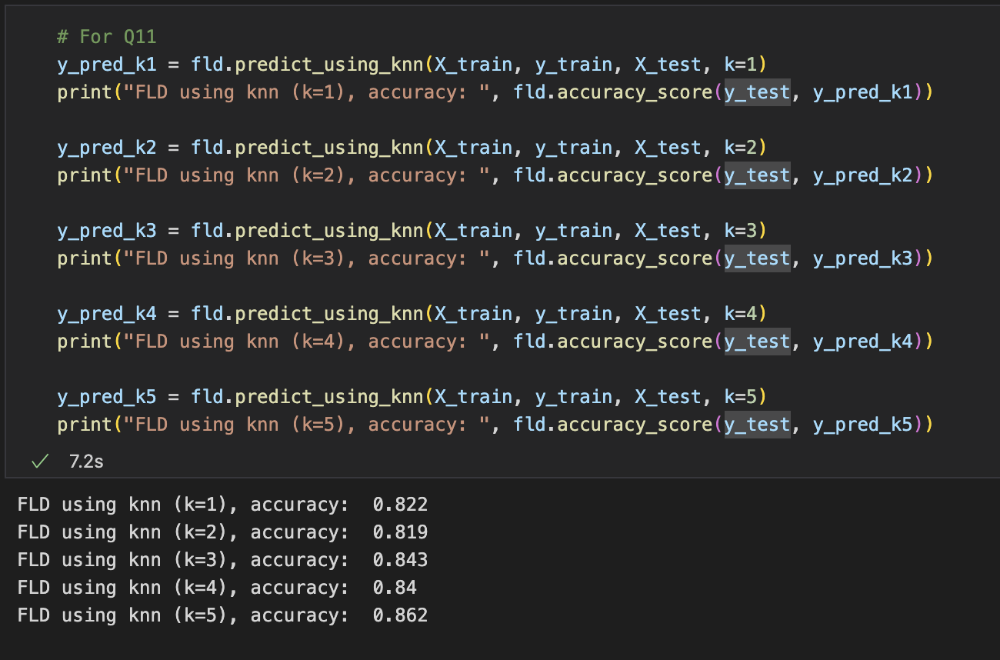 # For Q11
y_pred_k1 = fld.predict_using_knn(X_train, y_train, X_test, k=1)
print("FLD using knn (k=1), accuracy: ", fld.accuracy_score(y_test, y_pred_k1))
y_pred_k2 = fld.predict_using_knn(X_train, y_train, X_test, k=2)
print("FLD using knn (k=2), accuracy: ", fld.accuracy_score(y_test, y_pred_k2))
y_pred_k3 = fld.predict_using_knn(X_train, y_train, X_test, k=3)
print("FLD using knn (k=3), accuracy: ", fld.accuracy_score(y_test, y_pred_k3))
y_pred_k4 = fld.predict_using_knn(X_train, y_train, X_test, k=4)
print("FLD using knn (k=4), accuracy: ", fld.accuracy_score(y_test, y_pred_k4))
y_pred_k5 = fld.predict_using_knn(X_train, y_train, X_test, k=5)
print("FLD using knn (k=5), accuracy: ", fld.accuracy_score(y_test, y_pred_k5))
✓ 7.2s
FLD using knn (k=1), accuracy:  0.822
FLD using knn (k=2), accuracy:  0.819
FLD using knn (k=3), accuracy:  0.843
FLD using knn (k=4), accuracy:  0.84
FLD using knn (k=5), accuracy:  0.862